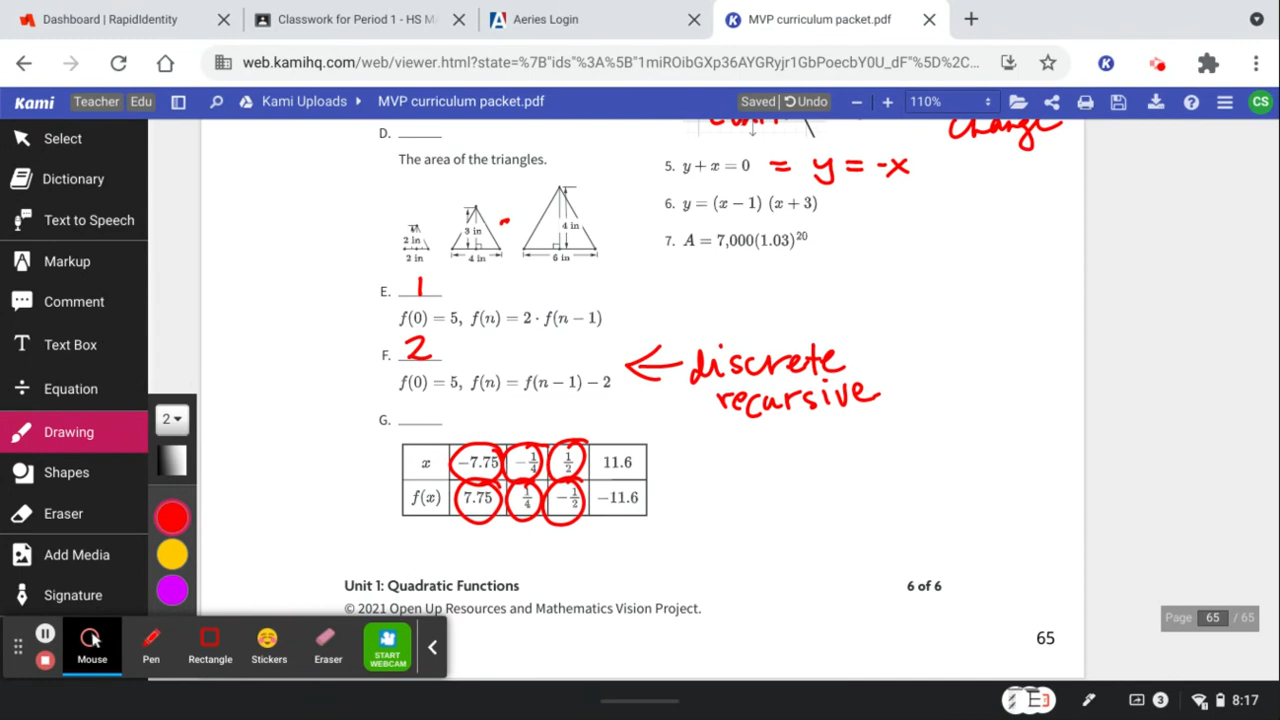 Dashboard | RapidIdentity
Classwork for Period 1 - HS M
Aeries Login
MVP curriculum packet.pdf
web.kamihq.com/web/viewer.html?state=%7B"ids"%3A%5B"1miROibGXp36AYGRyjr1GbPoecbY0U_dF"%5D%2C...
Kami Teacher Edu
Kami Uploads
MVP curriculum packet.pdf
Saved Undo
110%
CS
Select
Dictionary
Text to Speech
Markup
Comment
Text Box
Equation
Drawing
Shapes
Eraser
Add Media
Signature
2
D. ______
The area of the triangles.
2 in
2 in
3 in
4 in
4 in
6 in
E. 1
f(0) = 5, f(n) = 2 · f(n − 1)
F. 2
f(0) = 5, f(n) = f(n − 1) − 2
G. ______
x −7.75 −1/4 1/2 11.6
f(x) 7.75 1/4 −1/2 −11.6
change
5. y + x = 0 = y = -x
6. y = (x − 1) (x + 3)
7. A = 7,000(1.03)^20
discrete
recursive
Unit 1: Quadratic Functions
6 of 6
© 2021 Open Up Resources and Mathematics Vision Project.
65
Page 65 / 65
Mouse
Pen
Rectangle
Stickers
Eraser
START
WEBCAM
3
8:17